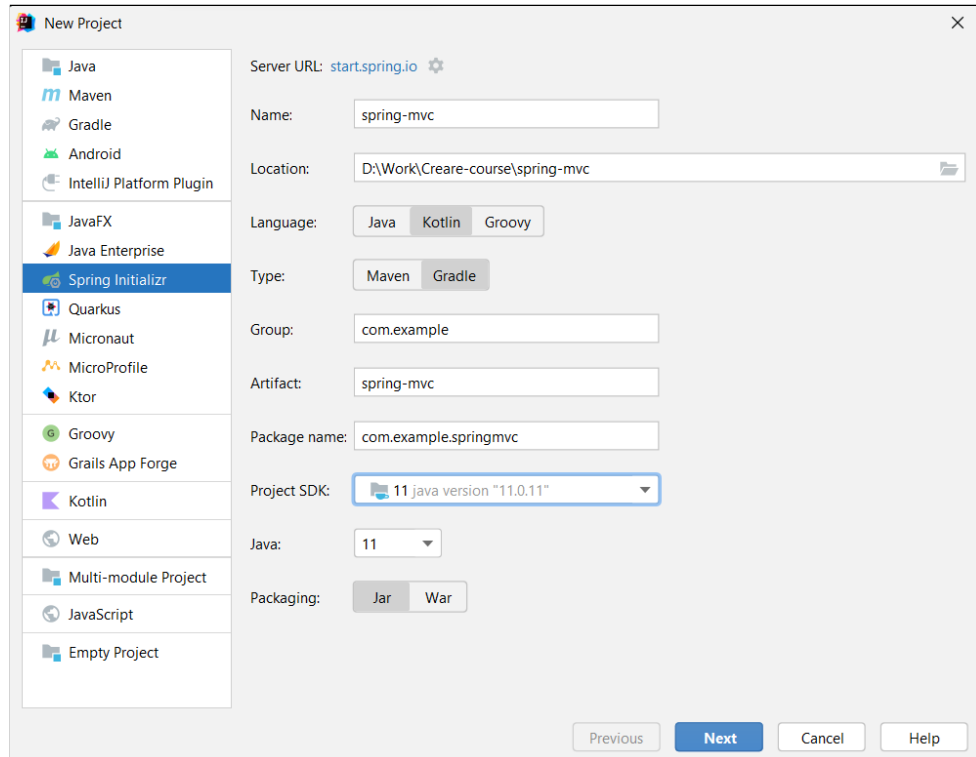 New Project
Java
Maven
Gradle
Android
IntelliJ Platform Plugin
JavaFX
Java Enterprise
Spring Initializr
Quarkus
Micronaut
MicroProfile
Ktor
Groovy
Grails App Forge
Kotlin
Web
Multi-module Project
JavaScript
Empty Project
Server URL: start.spring.io
Name: spring-mvc
Location: D:\Work\Creare-course\spring-mvc
Language: Java Kotlin Groovy
Type: Maven Gradle
Group: com.example
Artifact: spring-mvc
Package name: com.example.springmvc
Project SDK: 11 java version "11.0.11"
Java: 11
Packaging: Jar War
Previous Next Cancel Help